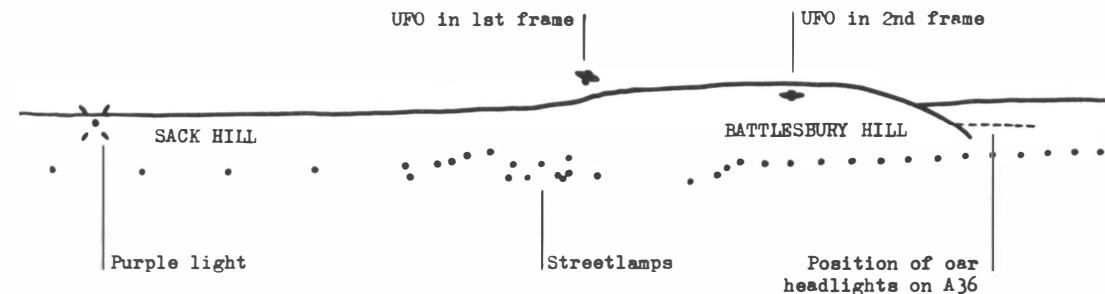 UFO in 1st frame
UFO in 2nd frame
SACK HILL
BATTLESBURY HILL
Purple light
Streetlamps
Position of oar
headlights on A36